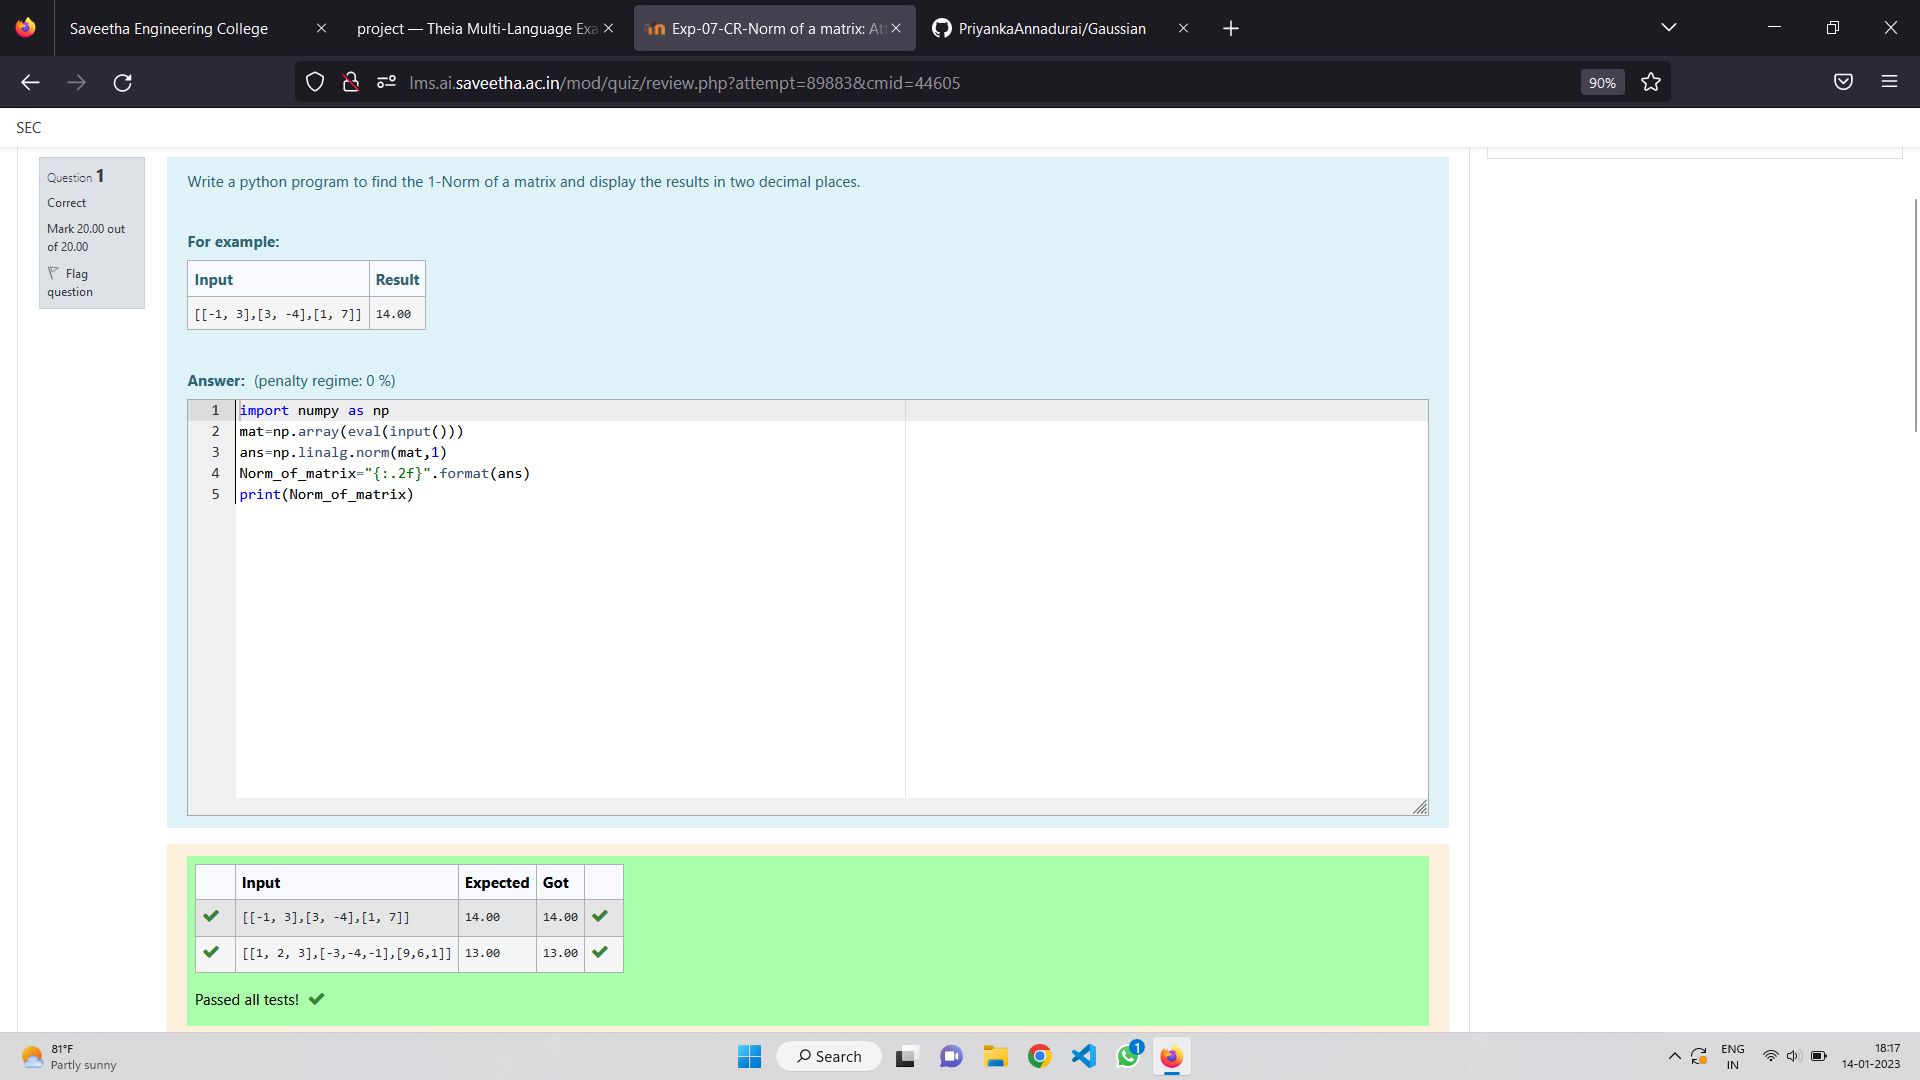 Saveetha Engineering College
project — Theia Multi-Language Exa
Exp-07-CR-Norm of a matrix: Att
PriyankaAnnadurai/Gaussian
lms.ai.saveetha.ac.in/mod/quiz/review.php?attempt=89883&cmid=44605
90%
SEC
Question 1
Correct
Mark 20.00 out
of 20.00
Flag
question
Write a python program to find the 1-Norm of a matrix and display the results in two decimal places.
For example:
Input Result
[[-1, 3],[3, -4],[1, 7]] 14.00
Answer: (penalty regime: 0 %)
1 import numpy as np
2 mat=np.array(eval(input()))
3 ans=np.linalg.norm(mat,1)
4 Norm_of_matrix="{:.2f}".format(ans)
5 print(Norm_of_matrix)
Input Expected Got
[[-1, 3],[3, -4],[1, 7]] 14.00 14.00
[[1, 2, 3],[-3,-4,-1],[9,6,1]] 13.00 13.00
Passed all tests!
81°F
Partly sunny
Search
1
ENG
IN
18:17
14-01-2023